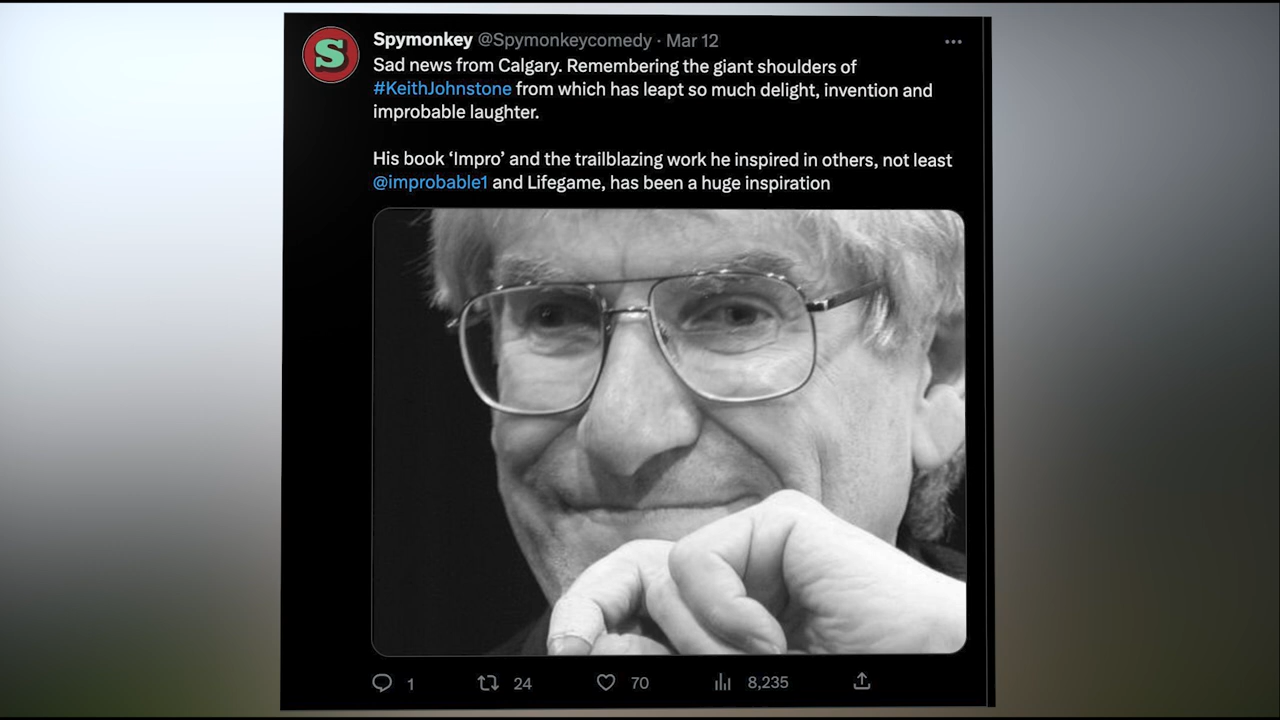 S
Spymonkey @Spymonkeycomedy · Mar 12
Sad news from Calgary. Remembering the giant shoulders of
#KeithJohnstone from which has leapt so much delight, invention and
improbable laughter.
His book ‘Impro’ and the trailblazing work he inspired in others, not least
@improbable1 and Lifegame, has been a huge inspiration
1 24 70 8,235